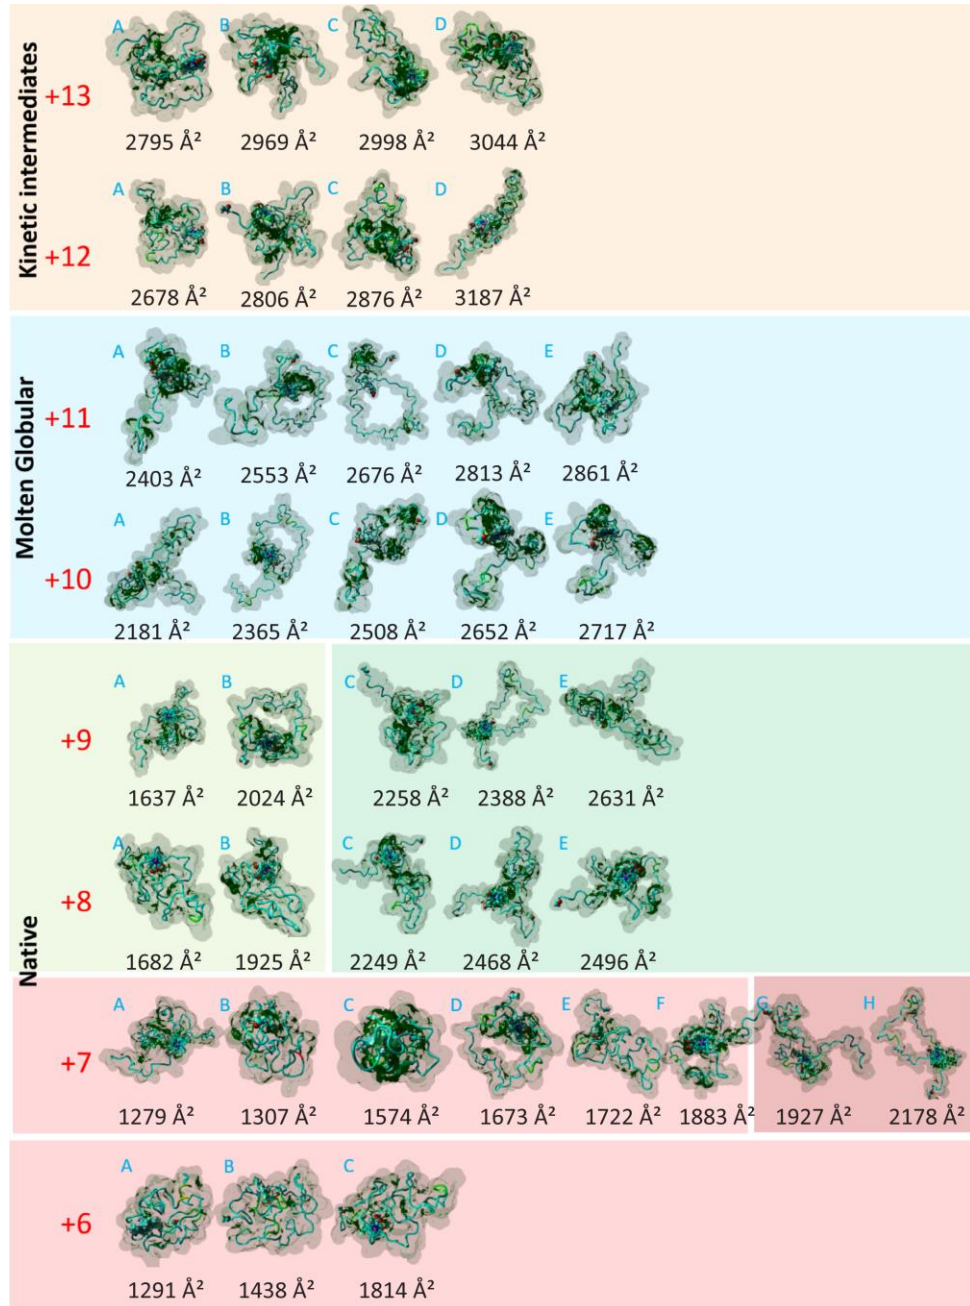 Kinetic intermediates
+13
A B C D
2795 Å² 2969 Å² 2998 Å² 3044 Å²
+12
A B C D
2678 Å² 2806 Å² 2876 Å² 3187 Å²
Molten Globular
+11
A B C D E
2403 Å² 2553 Å² 2676 Å² 2813 Å² 2861 Å²
+10
A B C D E
2181 Å² 2365 Å² 2508 Å² 2652 Å² 2717 Å²
Native
+9
A B C D E
1637 Å² 2024 Å² 2258 Å² 2388 Å² 2631 Å²
+8
A B C D E
1682 Å² 1925 Å² 2249 Å² 2468 Å² 2496 Å²
+7
A B C D E F G H
1279 Å² 1307 Å² 1574 Å² 1673 Å² 1722 Å² 1883 Å² 1927 Å² 2178 Å²
+6
A B C
1291 Å² 1438 Å² 1814 Å²